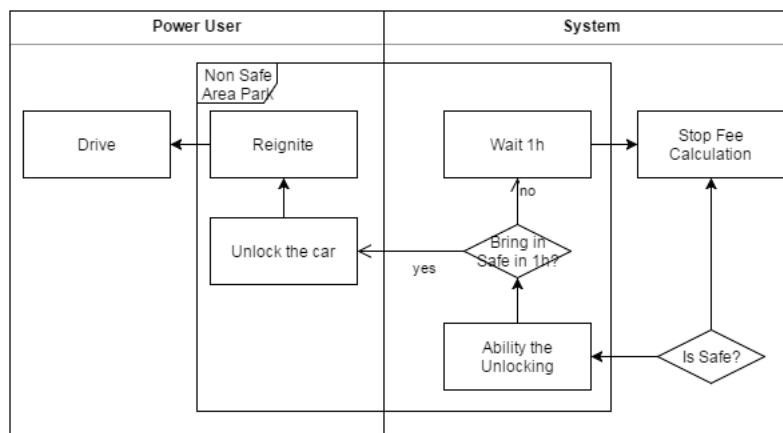 Power User
System
Non Safe
Area Park
Drive
Reignite
Wait 1h
Stop Fee
Calculation
no
Unlock the car
Bring in
Safe in 1h?
yes
Ability the
Unlocking
Is Safe?